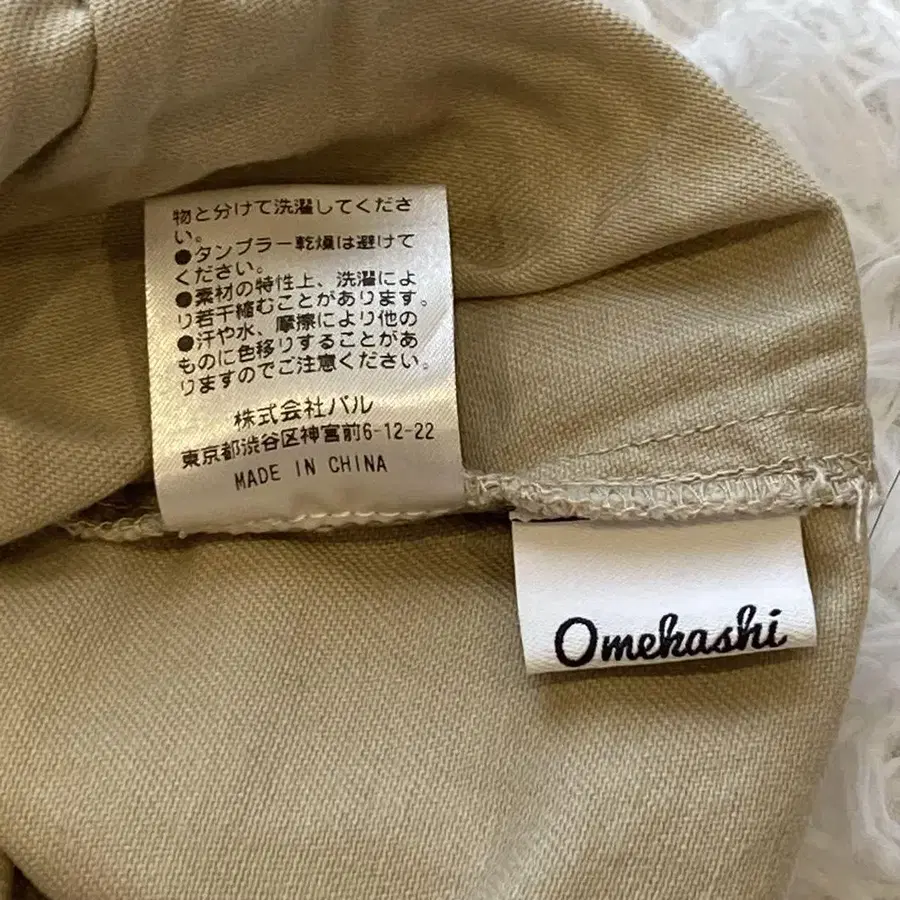 物と分けて洗濯してくださ
い。
●タンブラー乾燥は避けて
ください。
●素材の特性上、洗濯によ
り若干縮むことがあります。
●汗や水、摩擦により他の
ものに色移りすることがあ
りますのでご注意ください。
株式会社パル
東京都渋谷区神宮前6-12-22
MADE IN CHINA
Omekashi